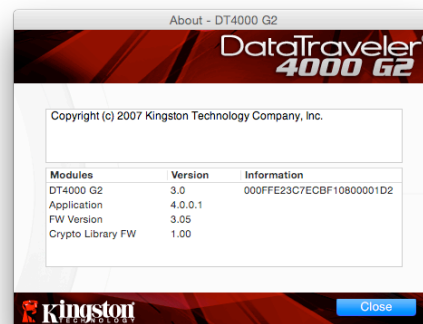 About - DT4000 G2
DataTraveler®
4000 G2
Copyright (c) 2007 Kingston Technology Company, Inc.
Modules Version Information
DT4000 G2 3.0 000FFE23C7ECBF10800001D2
Application 4.0.0.1
FW Version 3.05
Crypto Library FW 1.00
Kingston
TECHNOLOGY
Close